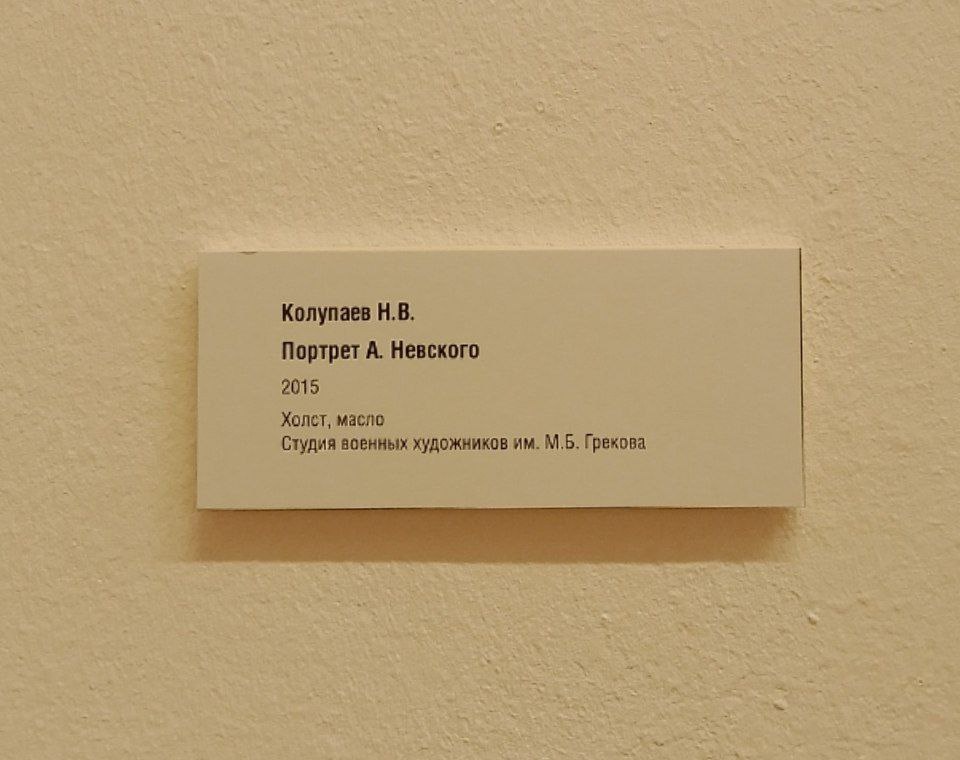 Колупаев Н.В.
Портрет А. Невского
2015
Холст, масло
Студия военных художников им. М.Б. Грекова